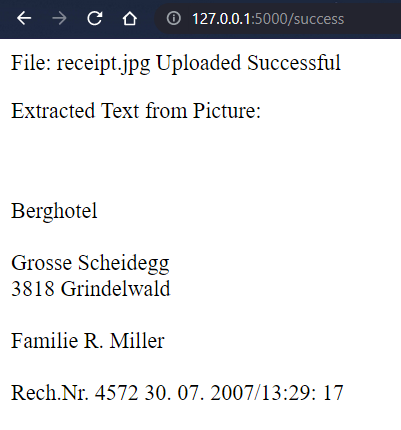 127.0.0.1:5000/success
File: receipt.jpg Uploaded Successful
Extracted Text from Picture:
Berghotel
Grosse Scheidegg
3818 Grindelwald
Familie R. Miller
Rech.Nr. 4572 30. 07. 2007/13:29: 17